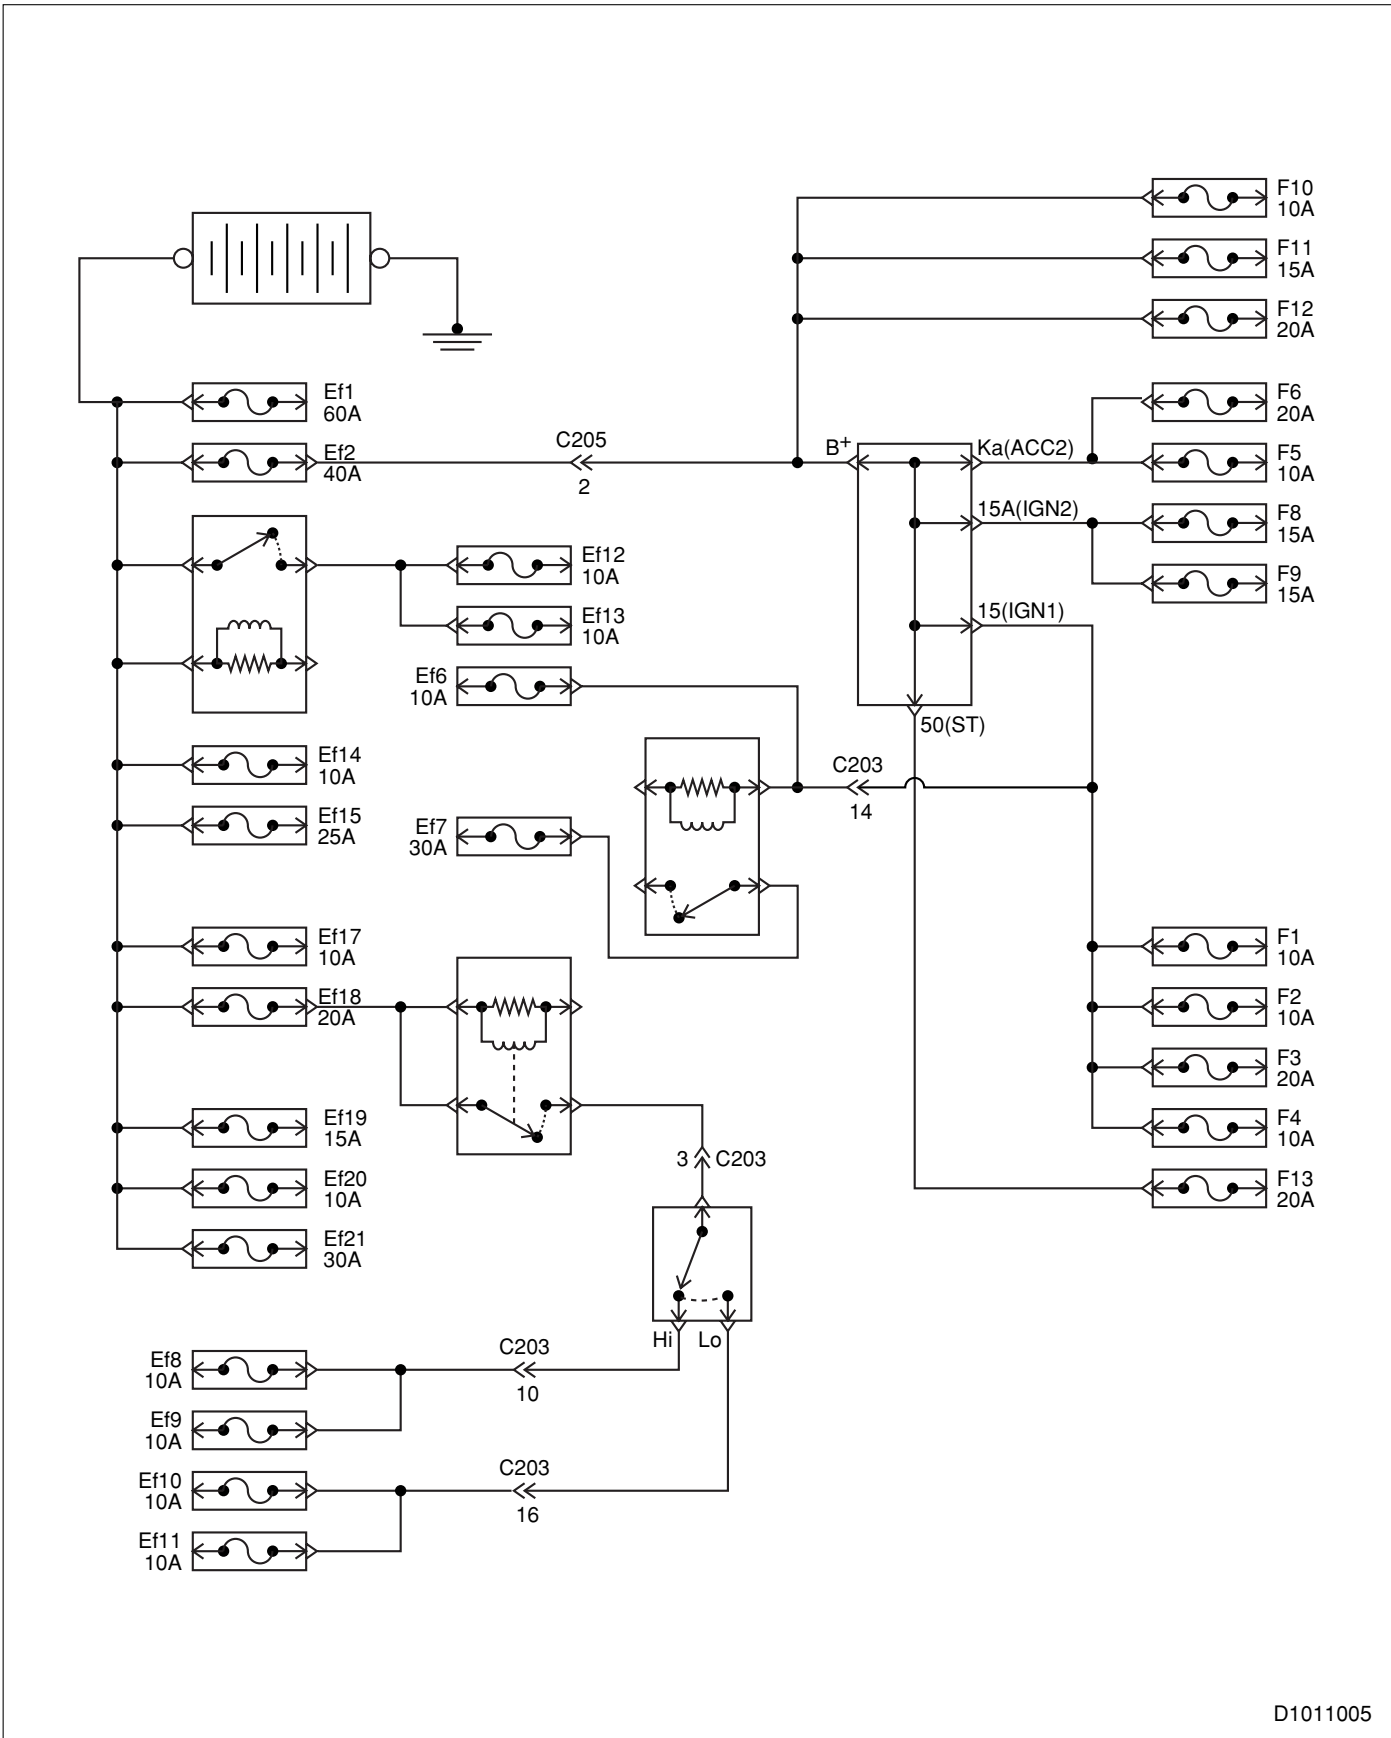 F10
10A
F11
15A
F12
20A
Ef1
60A
F6
20A
Ef2
40A
C205
2
B+
Ka(ACC2)
F5
10A
15A(IGN2)
F8
15A
Ef12
10A
F9
15A
Ef13
10A
15(IGN1)
Ef6
10A
50(ST)
Ef14
10A
C203
14
Ef15
25A
Ef7
30A
Ef17
10A
F1
10A
Ef18
20A
F2
10A
F3
20A
Ef19
15A
F4
10A
3 C203
Ef20
10A
F13
20A
Ef21
30A
Hi Lo
Ef8
10A
C203
10
Ef9
10A
Ef10
10A
C203
16
Ef11
10A
D1011005